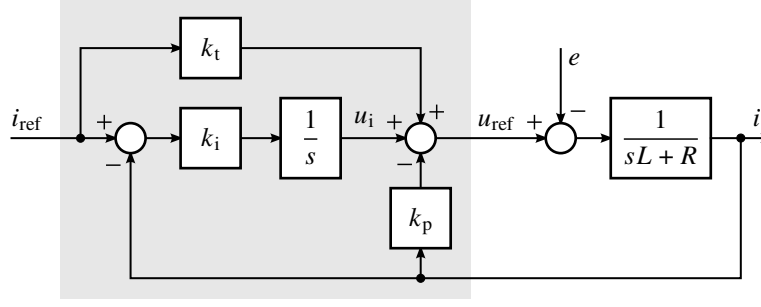 k_t
e
i_ref + k_i 1/s u_i + + u_ref + − 1/(sL + R) i
− −
k_p